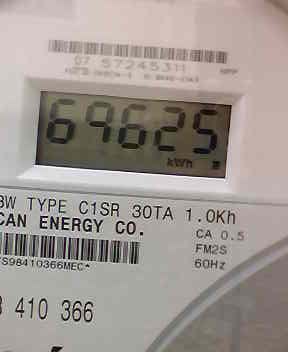 07 57245311
69625
kWh
3W TYPE C1SR 30TA 1.0Kh
CAN ENERGY CO. CA 0.5
FM2S
S98410366MEC* 60Hz
410 366